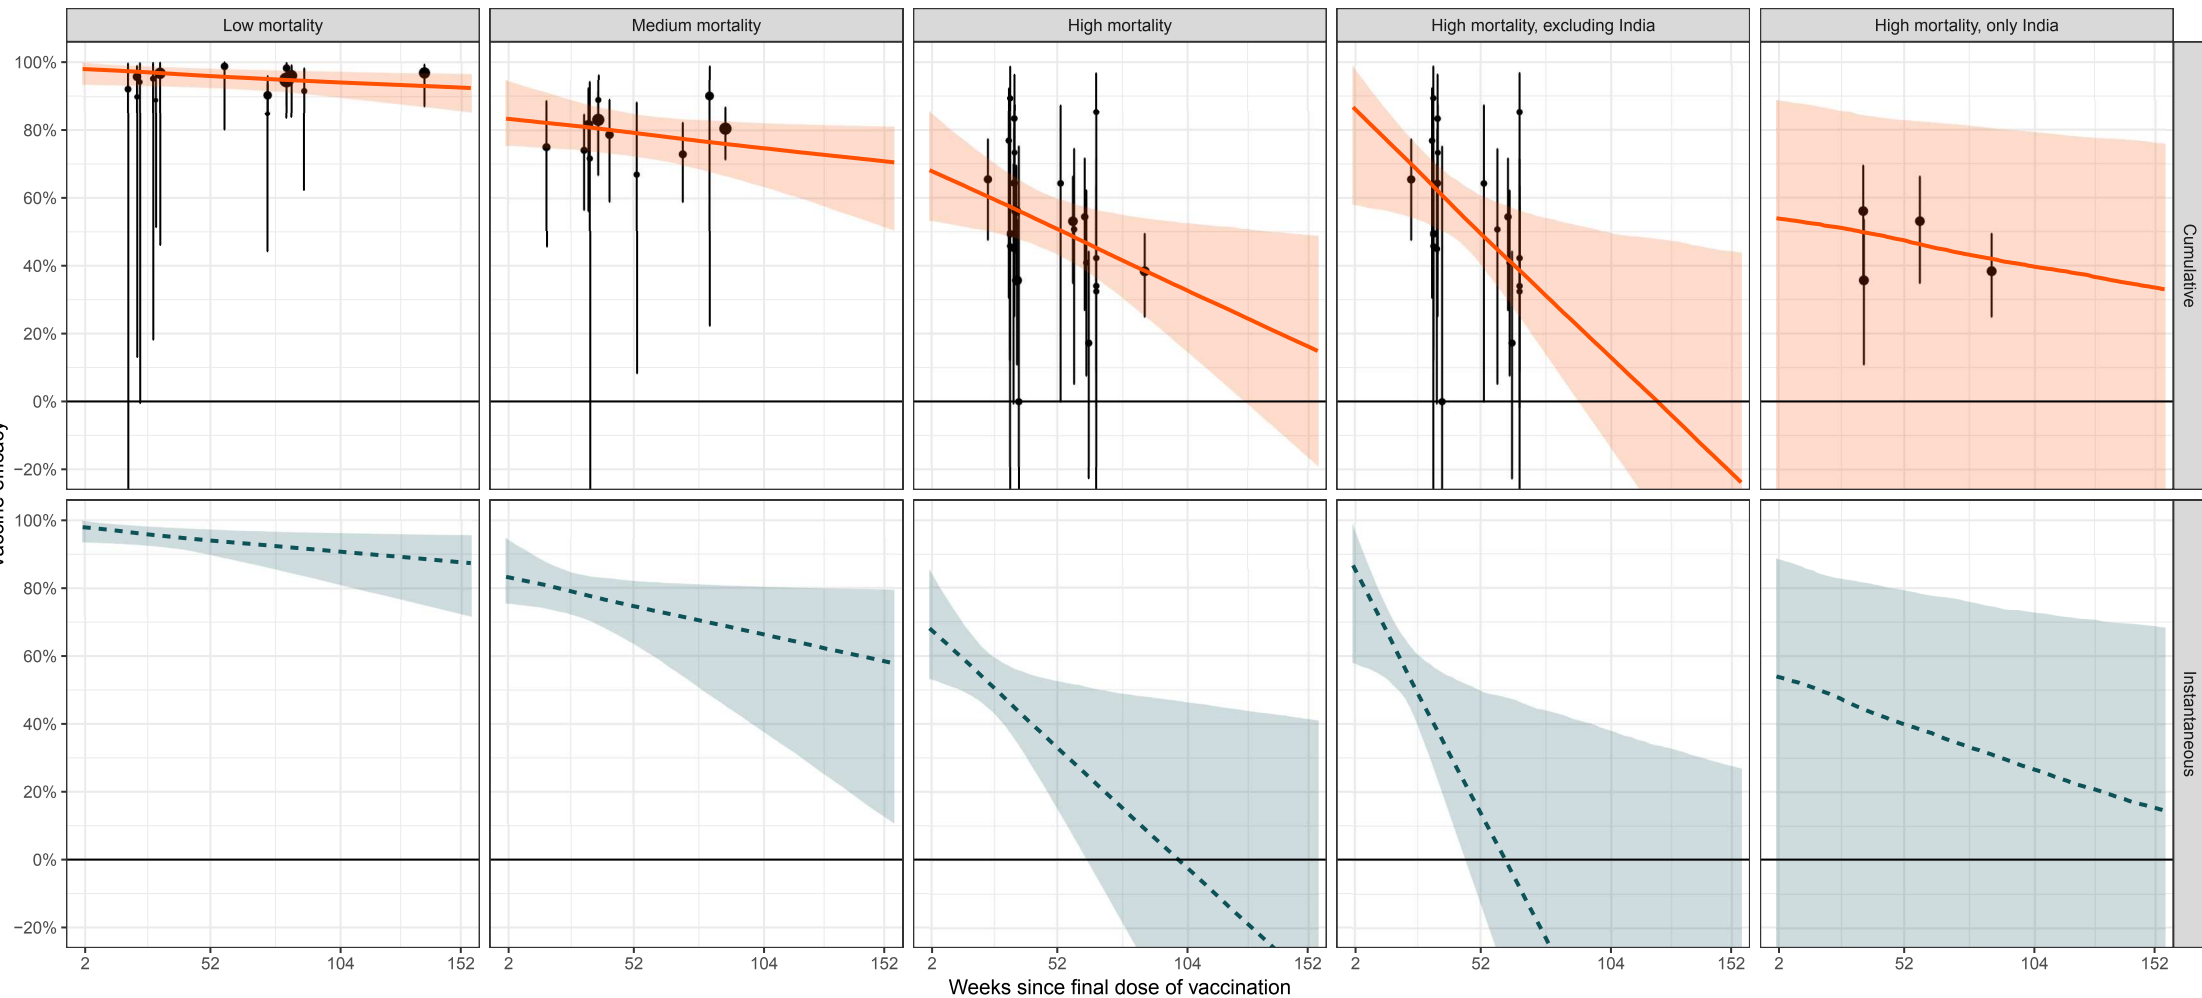 Low mortality
Medium mortality
High mortality
High mortality, excluding India
High mortality, only India
100%
80%
60%
40%
20%
0%
−20%
Cumulative
100%
80%
60%
40%
20%
0%
−20%
Instantaneous
2 52 104 152
2 52 104 152
2 52 104 152
2 52 104 152
2 52 104 152
Weeks since final dose of vaccination